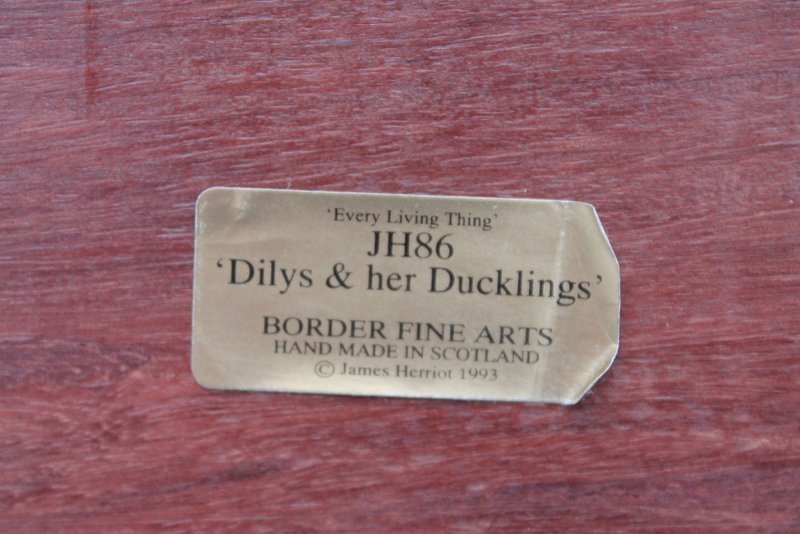 'Every Living Thing'
JH86
'Dilys & her Ducklings'
BORDER FINE ARTS
HAND MADE IN SCOTLAND
© James Herriot 1993